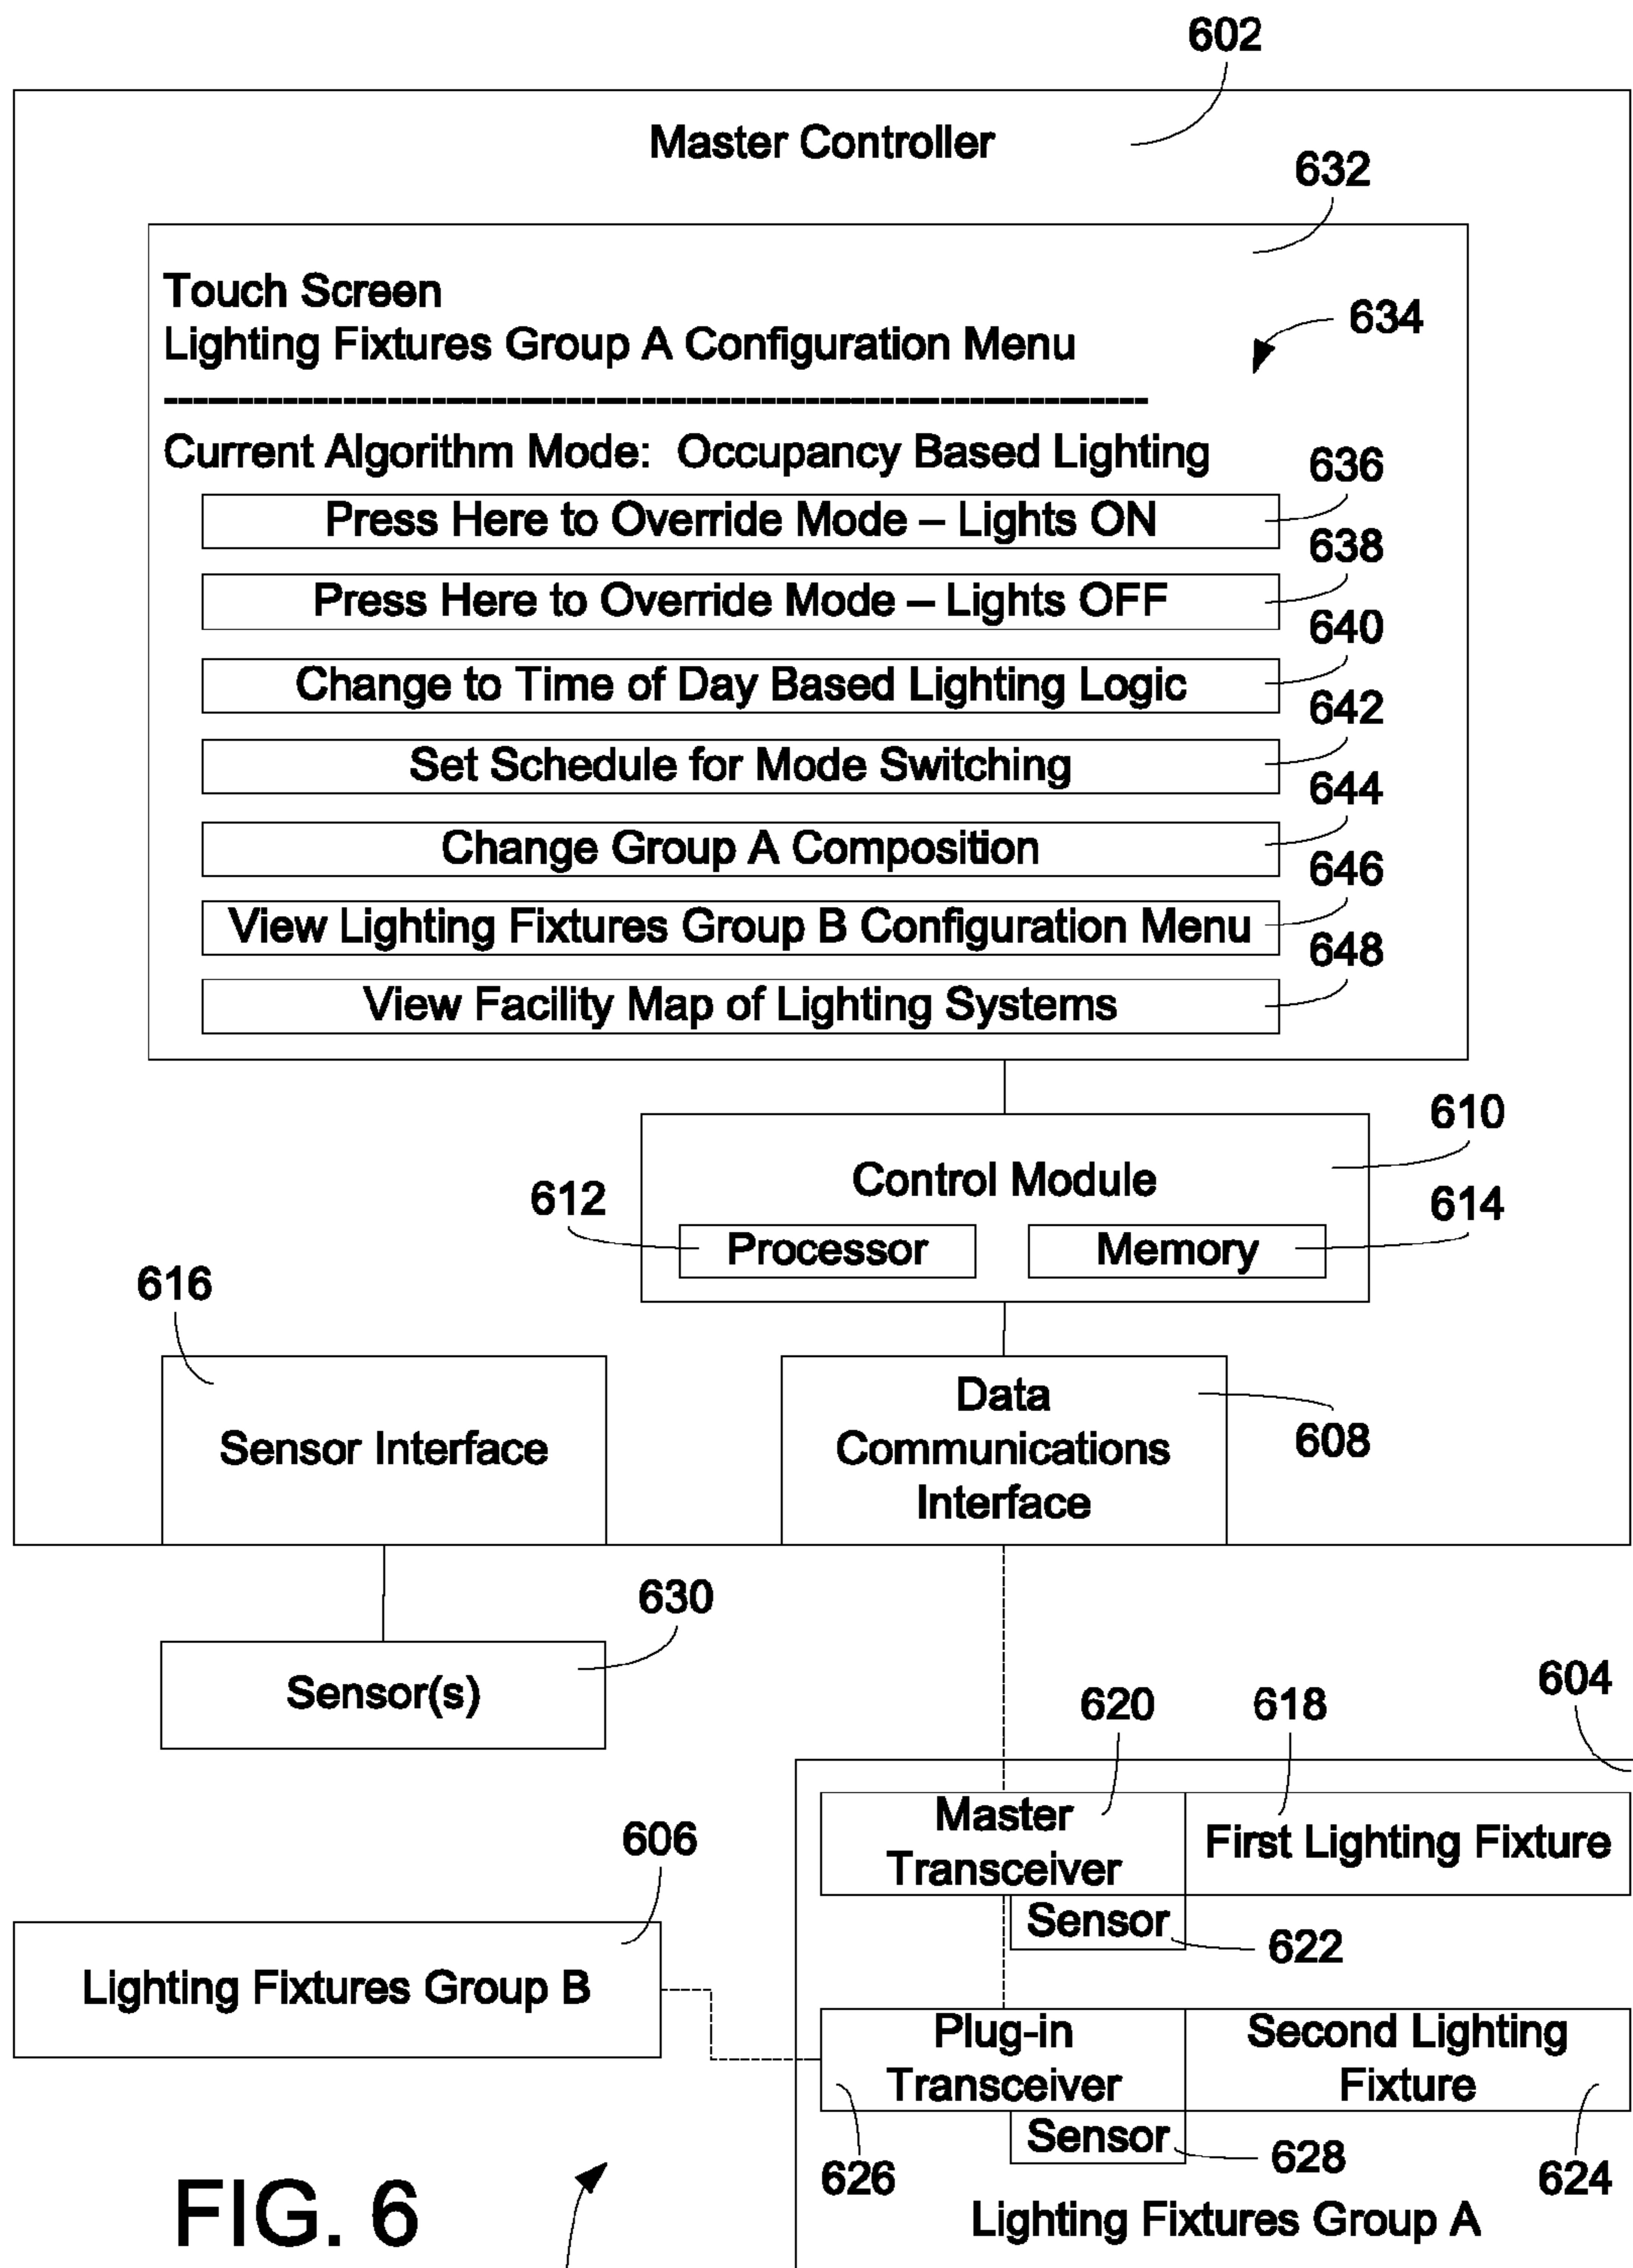 602
Master Controller
632
Touch Screen
634
Lighting Fixtures Group A Configuration Menu
------------------------------------------------------------------
Current Algorithm Mode: Occupancy Based Lighting
636
Press Here to Override Mode – Lights ON
638
Press Here to Override Mode – Lights OFF
640
Change to Time of Day Based Lighting Logic
642
Set Schedule for Mode Switching
644
Change Group A Composition
646
View Lighting Fixtures Group B Configuration Menu
648
View Facility Map of Lighting Systems
610
Control Module
612
614
Processor
Memory
616
Sensor Interface
Data
Communications
Interface
608
630
Sensor(s)
604
620
618
Master
Transceiver
First Lighting Fixture
Sensor
622
606
Lighting Fixtures Group B
Plug-in
Transceiver
Second Lighting
Fixture
Sensor
626
628
624
Lighting Fixtures Group A
FIG. 6